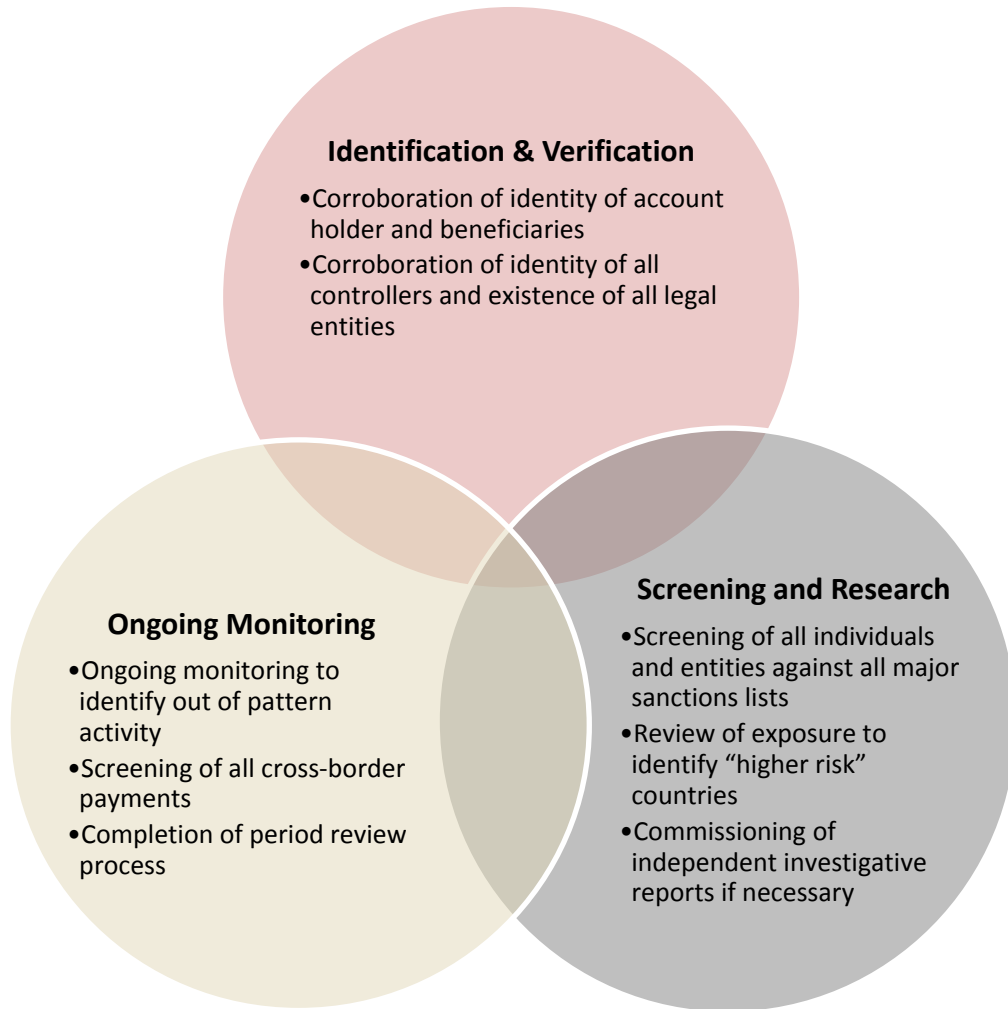 Identification & Verification
•Corroboration of identity of account
holder and beneficiaries
•Corroboration of identity of all
controllers and existence of all legal
entities
Ongoing Monitoring
•Ongoing monitoring to
identify out of pattern
activity
•Screening of all cross-border
payments
•Completion of period review
process
Screening and Research
•Screening of all individuals
and entities against all major
sanctions lists
•Review of exposure to
identify “higher risk”
countries
•Commissioning of
independent investigative
reports if necessary